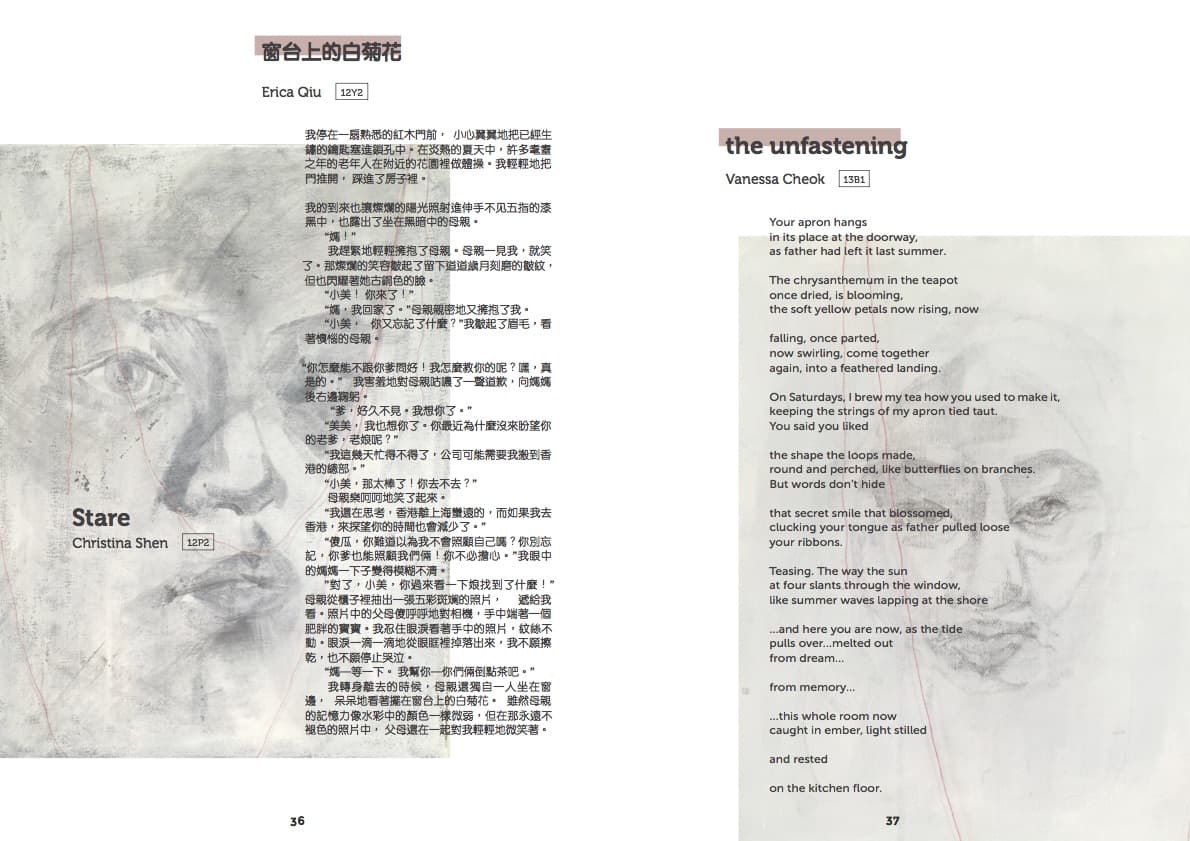 窗台上的白菊花
Erica Qiu 12Y2
我停在一扇熟悉的紅木門前， 小心翼翼地把已經生
鏽的鑰匙塞進鎖孔中。在炎熱的夏天中，許多耄耋
之年的老年人在附近的花園裡做體操。我輕輕地把
門推開， 踩進了房子裡。
我的到來也讓燦爛的陽光照射進伸手不见五指的漆
黑中，也露出了坐在黑暗中的母親。
“媽！”
我趕緊地輕輕擁抱了母親。母親一見我，就笑
了。那燦爛的笑容皺起了留下道道歲月刻磨的皺紋，
但也閃耀著她古銅色的臉。
“小美！ 你來了！”
“媽，我回家了。”母親親密地又擁抱了我。
“小美， 你又忘記了什麼？”我皺起了眉毛，看
著懊惱的母親。
“你怎麼能不跟你爹問好！我怎麼教你的呢？嘿，真
是的。” 我害羞地對母親咕噥了一聲道歉，向媽媽
後右邊鞠躬。
“爹，好久不見。我想你了。”
“美美， 我也想你了。你最近為什麼沒來盼望你
的老爹，老娘呢？”
“我這幾天忙得不得了，公司可能需要我搬到香
港的總部。”
“小美，那太棒了！你去不去？”
母親樂呵呵地笑了起來。
“我還在思考，香港離上海蠻遠的，而如果我去
香港，來探望你的時間也會減少了。”
“傻瓜，你難道以為我不會照顧自己嗎？你別忘
記，你爹也能照顧我們倆！你不必擔心。”我眼中
的媽媽一下子變得模糊不清。
”對了，小美，你過來看一下娘找到了什麼！”
母親從櫃子裡抽出一張五彩斑斕的照片， 遞給我
看。照片中的父母傻呼呼地對相機，手中端著一個
肥胖的寶寶。我忍住眼淚看著手中的照片，紋絲不
動。眼淚一滴一滴地從眼眶裡掉落出來，我不願擦
乾，也不願停止哭泣。
“媽—等一下。 我幫你—你們倆倒點茶吧。”
我轉身離去的時候，母親還獨自一人坐在窗
邊， 呆呆地看著擺在窗台上的白菊花。 雖然母親
的記憶力像水彩中的顏色一樣微弱，但在那永遠不
褪色的照片中， 父母還在一起對我輕輕地微笑著。
Stare
Christina Shen 12P2
36
the unfastening
Vanessa Cheok 13B1
Your apron hangs
in its place at the doorway,
as father had left it last summer.
The chrysanthemum in the teapot
once dried, is blooming,
the soft yellow petals now rising, now
falling, once parted,
now swirling, come together
again, into a feathered landing.
On Saturdays, I brew my tea how you used to make it,
keeping the strings of my apron tied taut.
You said you liked
the shape the loops made,
round and perched, like butterflies on branches.
But words don’t hide
that secret smile that blossomed,
clucking your tongue as father pulled loose
your ribbons.
Teasing. The way the sun
at four slants through the window,
like summer waves lapping at the shore
...and here you are now, as the tide
pulls over...melted out
from dream...
from memory...
...this whole room now
caught in ember, light stilled
and rested
on the kitchen floor.
37